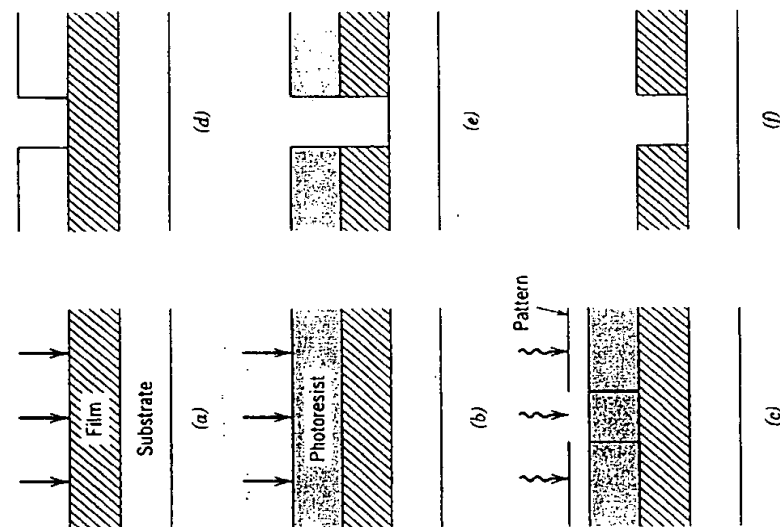 Film
Substrate
(a)
Photoresist
(b)
Pattern
(c)
(d)
(e)
(f)